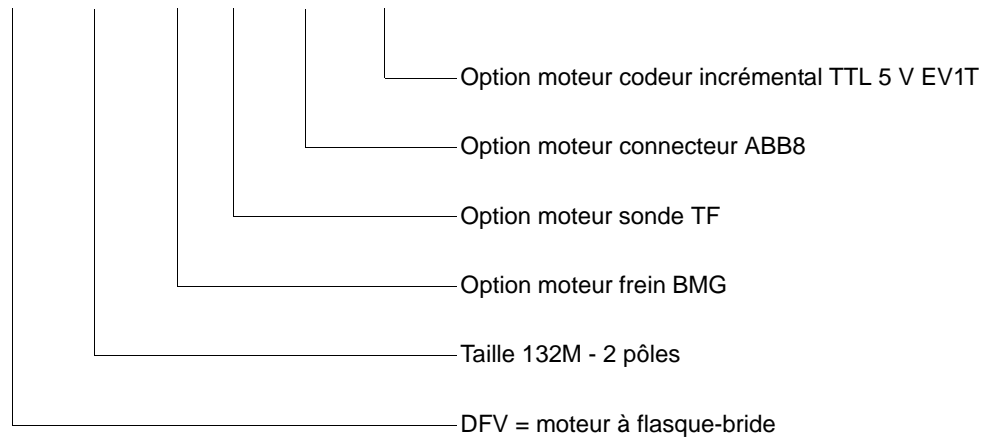 Option moteur codeur incrémental TTL 5 V EV1T
Option moteur connecteur ABB8
Option moteur sonde TF
Option moteur frein BMG
Taille 132M - 2 pôles
DFV = moteur à flasque-bride